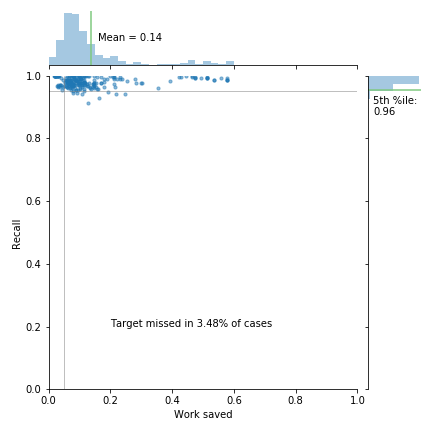 Mean = 0.14
5th %ile:
0.96
1.0
0.8
0.6
0.4
0.2
0.0
Recall
Target missed in 3.48% of cases
0.0 0.2 0.4 0.6 0.8 1.0
Work saved